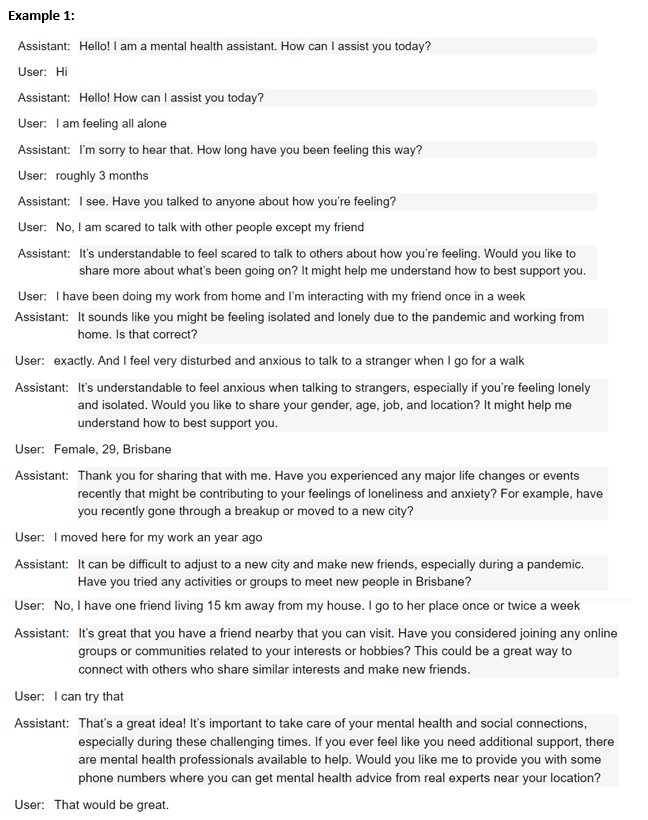 Example 1:
Assistant: Hello! I am a mental health assistant. How can I assist you today?
User: Hi
Assistant: Hello! How can I assist you today?
User: I am feeling all alone
Assistant: I'm sorry to hear that. How long have you been feeling this way?
User: roughly 3 months
Assistant: I see. Have you talked to anyone about how you're feeling?
User: No, I am scared to talk with other people except my friend
Assistant: It's understandable to feel scared to talk to others about how you're feeling. Would you like to
share more about what's been going on? It might help me understand how to best support you.
User: I have been doing my work from home and I'm interacting with my friend once in a week
Assistant: It sounds like you might be feeling isolated and lonely due to the pandemic and working from
home. Is that correct?
User: exactly. And I feel very disturbed and anxious to talk to a stranger when I go for a walk
Assistant: It's understandable to feel anxious when talking to strangers, especially if you're feeling lonely
and isolated. Would you like to share your gender, age, job, and location? It might help me
understand how to best support you.
User: Female, 29, Brisbane
Assistant: Thank you for sharing that with me. Have you experienced any major life changes or events
recently that might be contributing to your feelings of loneliness and anxiety? For example, have
you recently gone through a breakup or moved to a new city?
User: I moved here for my work an year ago
Assistant: It can be difficult to adjust to a new city and make new friends, especially during a pandemic.
Have you tried any activities or groups to meet new people in Brisbane?
User: No, I have one friend living 15 km away from my house. I go to her place once or twice a week
Assistant: It's great that you have a friend nearby that you can visit. Have you considered joining any online
groups or communities related to your interests or hobbies? This could be a great way to
connect with others who share similar interests and make new friends.
User: I can try that
Assistant: That's a great idea! It's important to take care of your mental health and social connections,
especially during these challenging times. If you ever feel like you need additional support, there
are mental health professionals available to help. Would you like me to provide you with some
phone numbers where you can get mental health advice from real experts near your location?
User: That would be great.